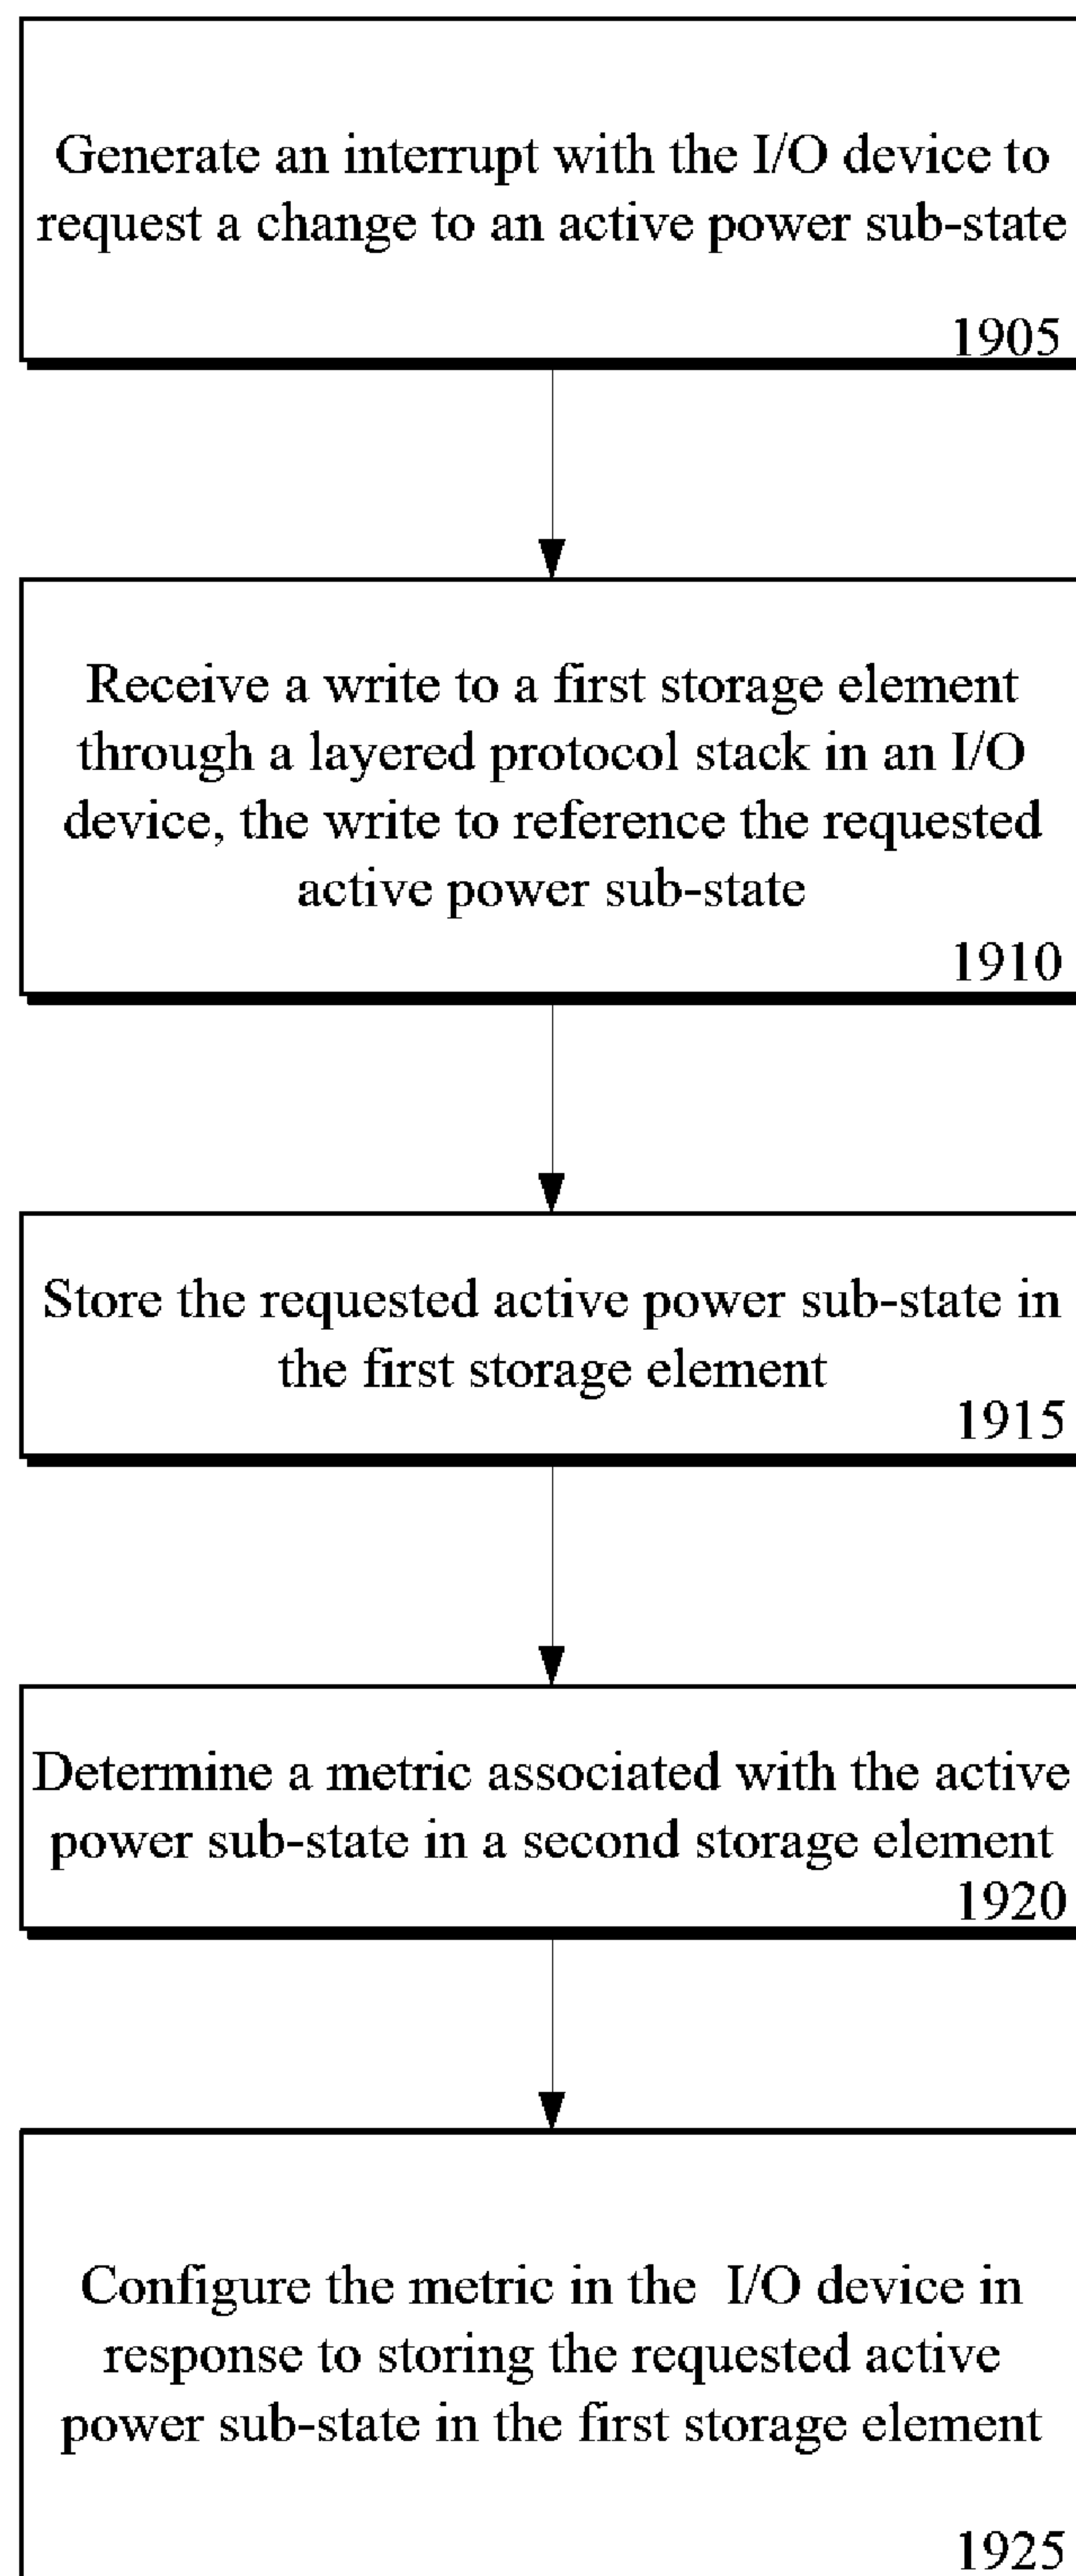 Generate an interrupt with the I/O device to
request a change to an active power sub-state
1905
Receive a write to a first storage element
through a layered protocol stack in an I/O
device, the write to reference the requested
active power sub-state
1910
Store the requested active power sub-state in
the first storage element
1915
Determine a metric associated with the active
power sub-state in a second storage element
1920
Configure the metric in the I/O device in
response to storing the requested active
power sub-state in the first storage element
1925